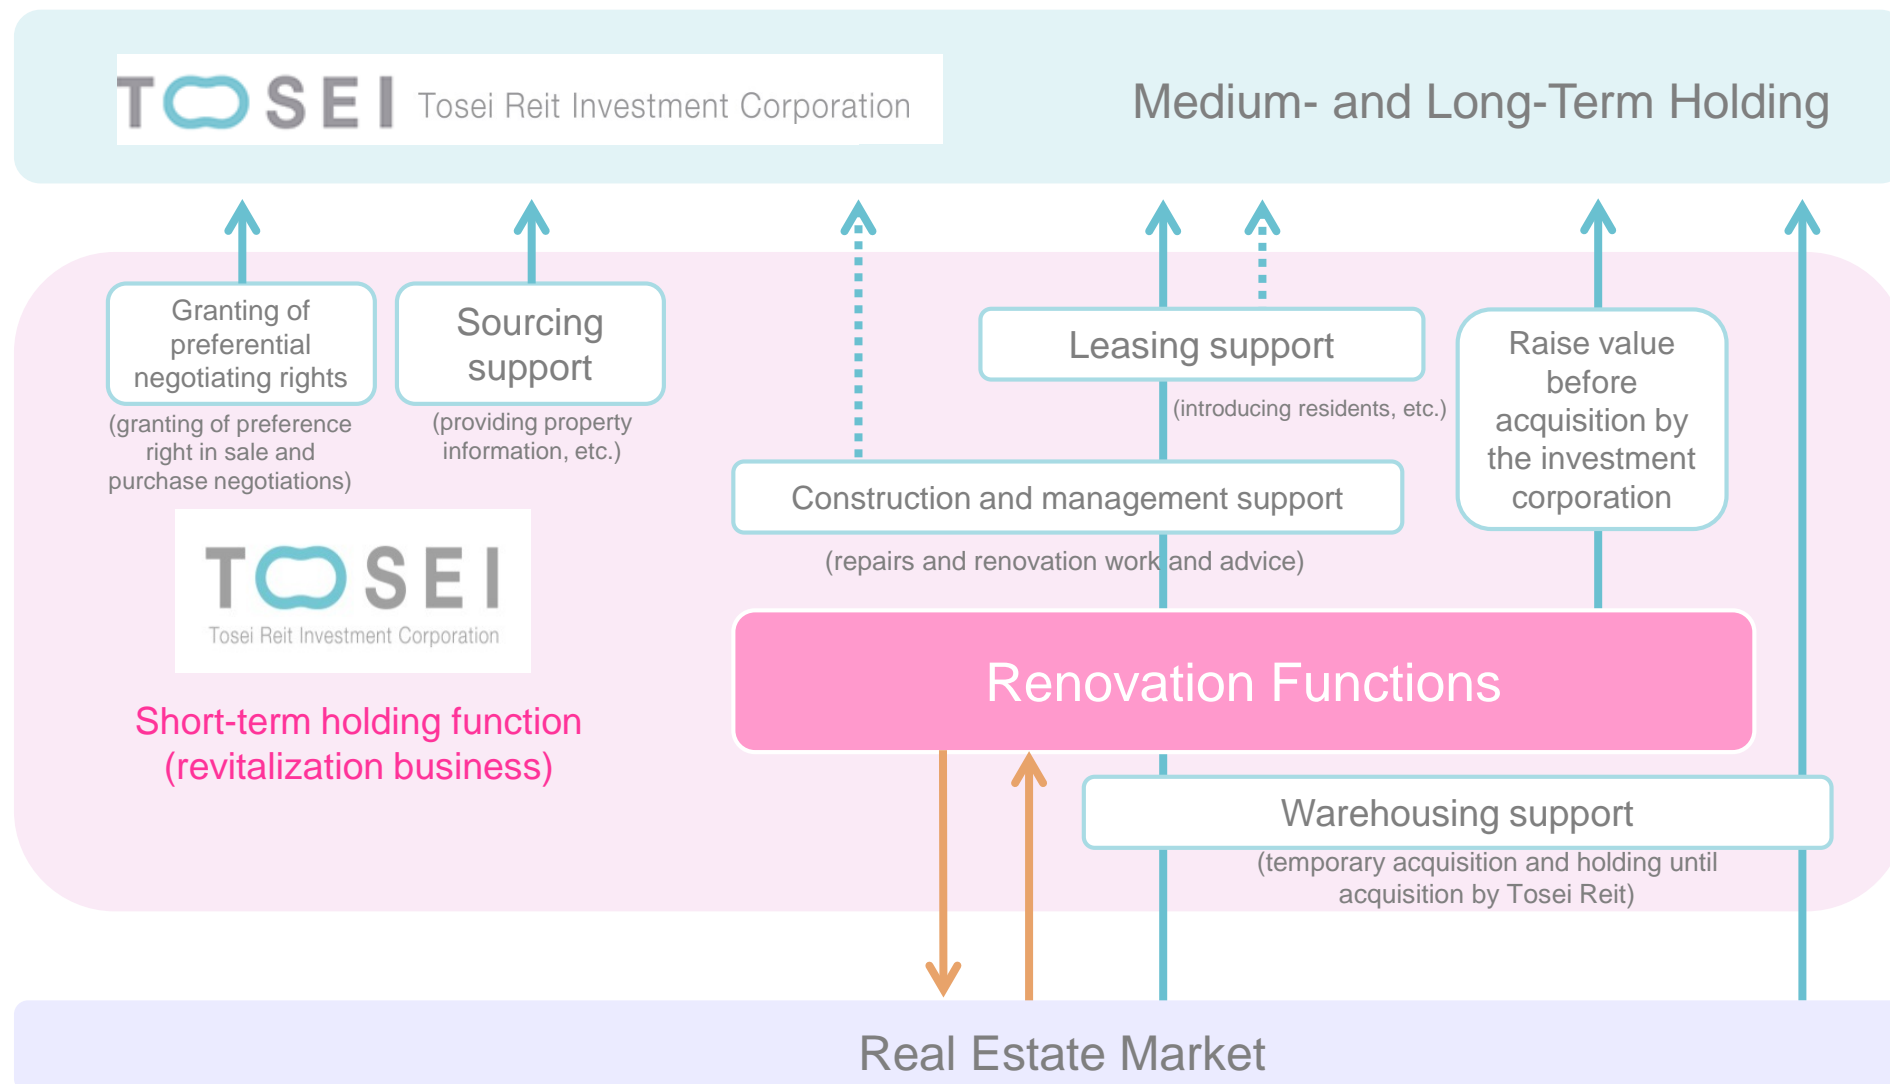 TOSEI Tosei Reit Investment Corporation
Medium- and Long-Term Holding
Granting of
preferential
negotiating rights
(granting of preference
right in sale and
purchase negotiations)
Sourcing
support
(providing property
information, etc.)
Leasing support
(introducing residents, etc.)
Raise value
before
acquisition by
the investment
corporation
Construction and management support
(repairs and renovation work and advice)
TOSEI
Tosei Reit Investment Corporation
Short-term holding function
(revitalization business)
Renovation Functions
Warehousing support
(temporary acquisition and holding until
acquisition by Tosei Reit)
Real Estate Market